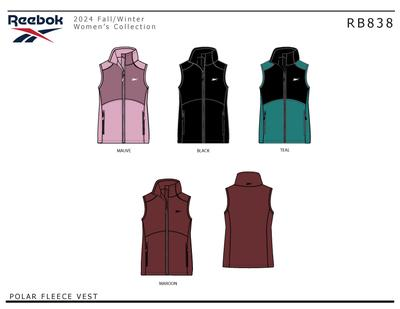 Reebok
2024 Fall/Winter
Women's Collection
RB838
MAUVE
BLACK
TEAL
MAROON
POLAR FLEECE VEST